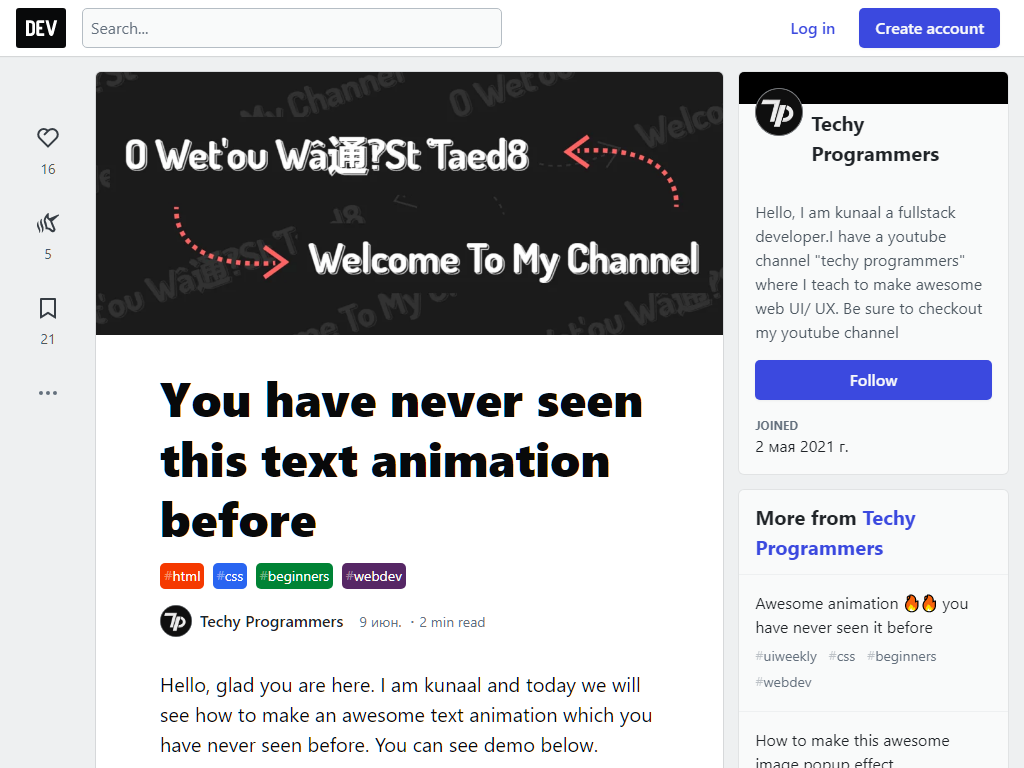 DEV
Search...
Log in
Create account
16
5
21
O Wet'ou Wâ通?St Taed8
Welcome To My Channel
You have never seen
this text animation
before
#html #css #beginners #webdev
Techy Programmers 9 июн. · 2 min read
Hello, glad you are here. I am kunaal and today we will
see how to make an awesome text animation which you
have never seen before. You can see demo below.
Techy
Programmers
Hello, I am kunaal a fullstack
developer.I have a youtube
channel "techy programmers"
where I teach to make awesome
web UI/ UX. Be sure to checkout
my youtube channel
Follow
JOINED
2 мая 2021 г.
More from Techy
Programmers
Awesome animation 🔥🔥 you
have never seen it before
#uiweekly #css #beginners
#webdev
How to make this awesome
image popup effect